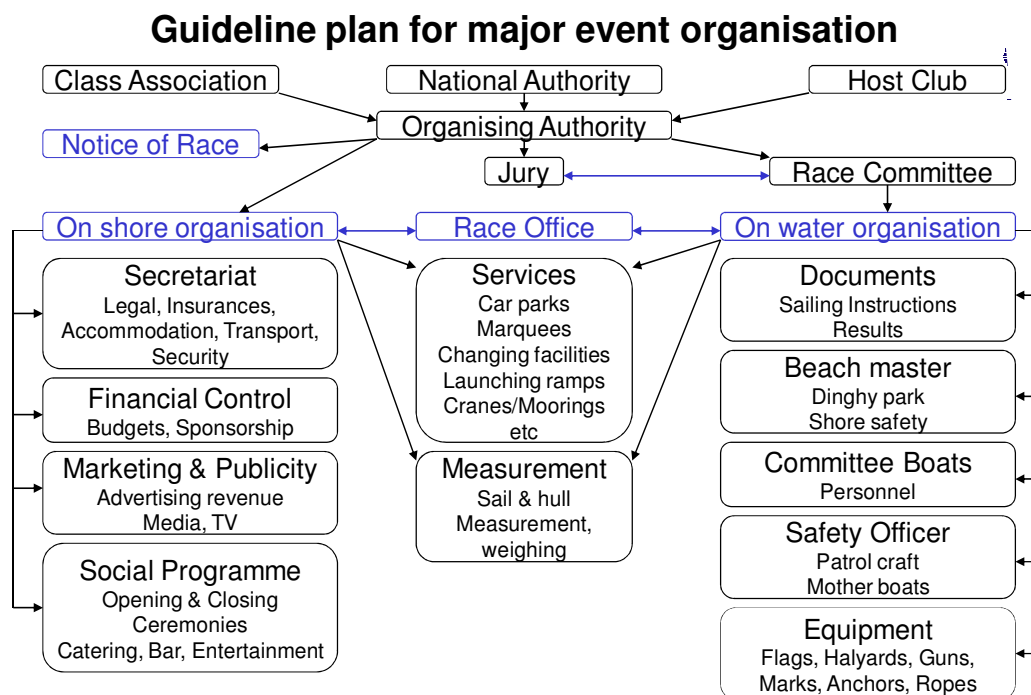 Guideline plan for major event organisation
Class Association
National Authority
Host Club
Organising Authority
Notice of Race
Jury
Race Committee
On shore organisation
Race Office
On water organisation
Secretariat
Legal, Insurances,
Accommodation, Transport,
Security
Financial Control
Budgets, Sponsorship
Marketing & Publicity
Advertising revenue
Media, TV
Social Programme
Opening & Closing
Ceremonies
Catering, Bar, Entertainment
Services
Car parks
Marquees
Changing facilities
Launching ramps
Cranes/Moorings
etc
Measurement
Sail & hull
Measurement,
weighing
Documents
Sailing Instructions
Results
Beach master
Dinghy park
Shore safety
Committee Boats
Personnel
Safety Officer
Patrol craft
Mother boats
Equipment
Flags, Halyards, Guns,
Marks, Anchors, Ropes